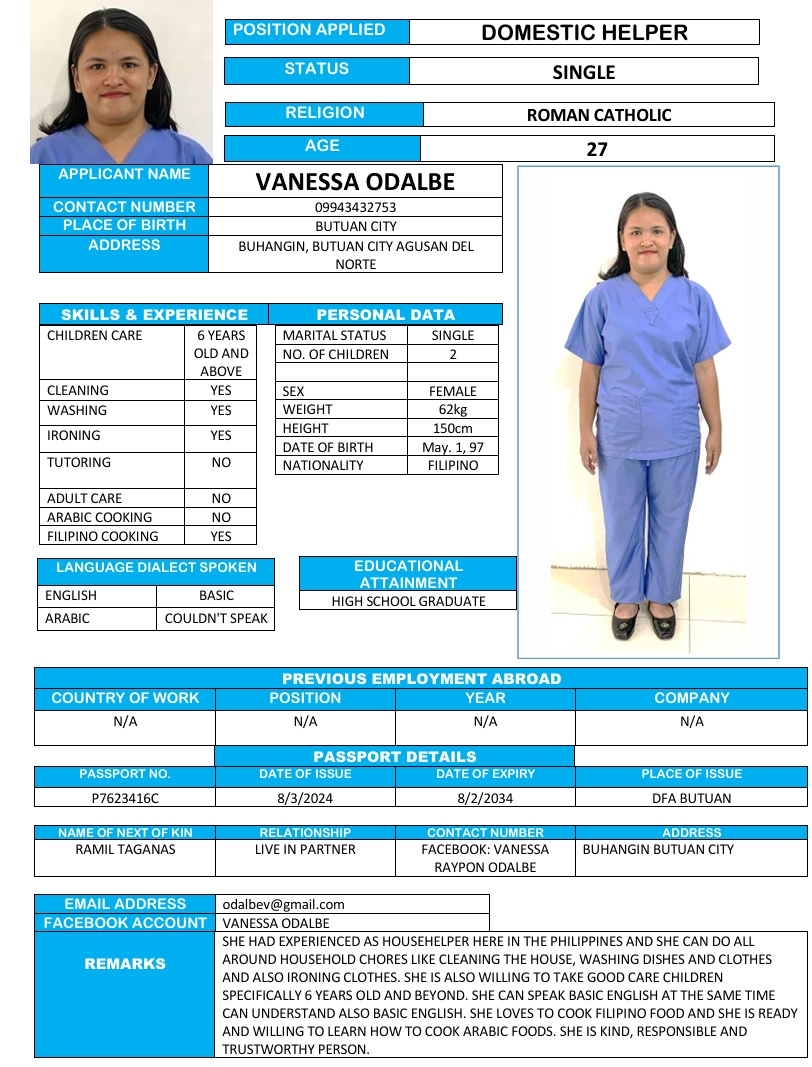 POSITION APPLIED DOMESTIC HELPER
STATUS SINGLE
RELIGION ROMAN CATHOLIC
AGE 27
APPLICANT NAME VANESSA ODALBE
CONTACT NUMBER 09943432753
PLACE OF BIRTH BUTUAN CITY
ADDRESS BUHANGIN, BUTUAN CITY AGUSAN DEL
NORTE
SKILLS & EXPERIENCE
CHILDREN CARE 6 YEARS
OLD AND
ABOVE
CLEANING YES
WASHING YES
IRONING YES
TUTORING NO
ADULT CARE NO
ARABIC COOKING NO
FILIPINO COOKING YES
PERSONAL DATA
MARITAL STATUS SINGLE
NO. OF CHILDREN 2
SEX FEMALE
WEIGHT 62kg
HEIGHT 150cm
DATE OF BIRTH May. 1, 97
NATIONALITY FILIPINO
LANGUAGE DIALECT SPOKEN
ENGLISH BASIC
ARABIC COULDN'T SPEAK
EDUCATIONAL
ATTAINMENT
HIGH SCHOOL GRADUATE
PREVIOUS EMPLOYMENT ABROAD
COUNTRY OF WORK POSITION YEAR COMPANY
N/A N/A N/A N/A
PASSPORT DETAILS
PASSPORT NO. DATE OF ISSUE DATE OF EXPIRY PLACE OF ISSUE
P7623416C 8/3/2024 8/2/2034 DFA BUTUAN
NAME OF NEXT OF KIN RELATIONSHIP CONTACT NUMBER ADDRESS
RAMIL TAGANAS LIVE IN PARTNER FACEBOOK: VANESSA BUHANGIN BUTUAN CITY
RAYPON ODALBE
EMAIL ADDRESS odalbev@gmail.com
FACEBOOK ACCOUNT VANESSA ODALBE
REMARKS
SHE HAD EXPERIENCED AS HOUSEHELPER HERE IN THE PHILIPPINES AND SHE CAN DO ALL
AROUND HOUSEHOLD CHORES LIKE CLEANING THE HOUSE, WASHING DISHES AND CLOTHES
AND ALSO IRONING CLOTHES. SHE IS ALSO WILLING TO TAKE GOOD CARE CHILDREN
SPECIFICALLY 6 YEARS OLD AND BEYOND. SHE CAN SPEAK BASIC ENGLISH AT THE SAME TIME
CAN UNDERSTAND ALSO BASIC ENGLISH. SHE LOVES TO COOK FILIPINO FOOD AND SHE IS READY
AND WILLING TO LEARN HOW TO COOK ARABIC FOODS. SHE IS KIND, RESPONSIBLE AND
TRUSTWORTHY PERSON.